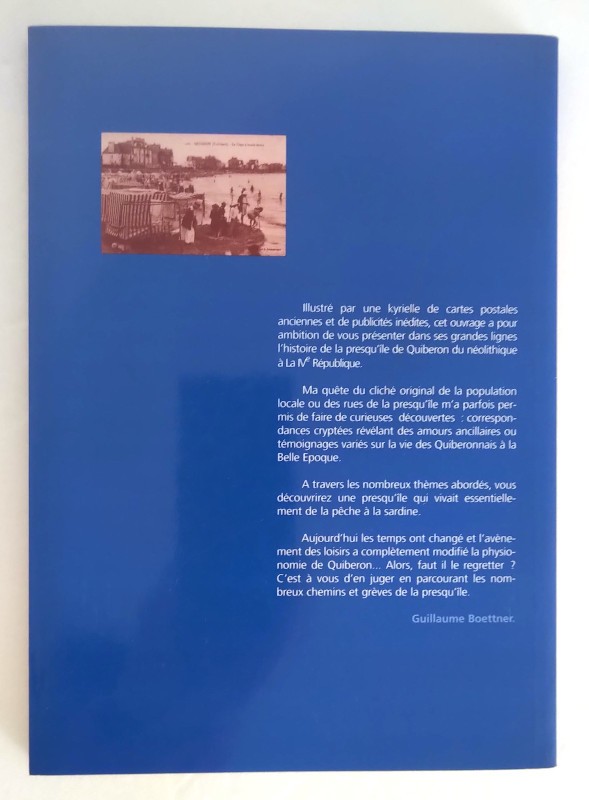 Illustré par une kyrielle de cartes postales
anciennes et de publicités inédites, cet ouvrage a pour
ambition de vous présenter dans ses grandes lignes
l'histoire de la presqu'île de Quiberon du néolithique
à La IVe République.
Ma quête du cliché original de la population
locale ou des rues de la presqu'île m'a parfois per-
mis de faire de curieuses découvertes : correspon-
dances cryptées révélant des amours ancillaires ou
témoignages variés sur la vie des Quiberonnais à la
Belle Epoque.
A travers les nombreux thèmes abordés, vous
découvrirez une presqu'île qui vivait essentielle-
ment de la pêche à la sardine.
Aujourd'hui les temps ont changé et l'avène-
ment des loisirs a complètement modifié la physio-
nomie de Quiberon... Alors, faut il le regretter ?
C'est à vous d'en juger en parcourant les nom-
breux chemins et grèves de la presqu'île.
Guillaume Boettner.